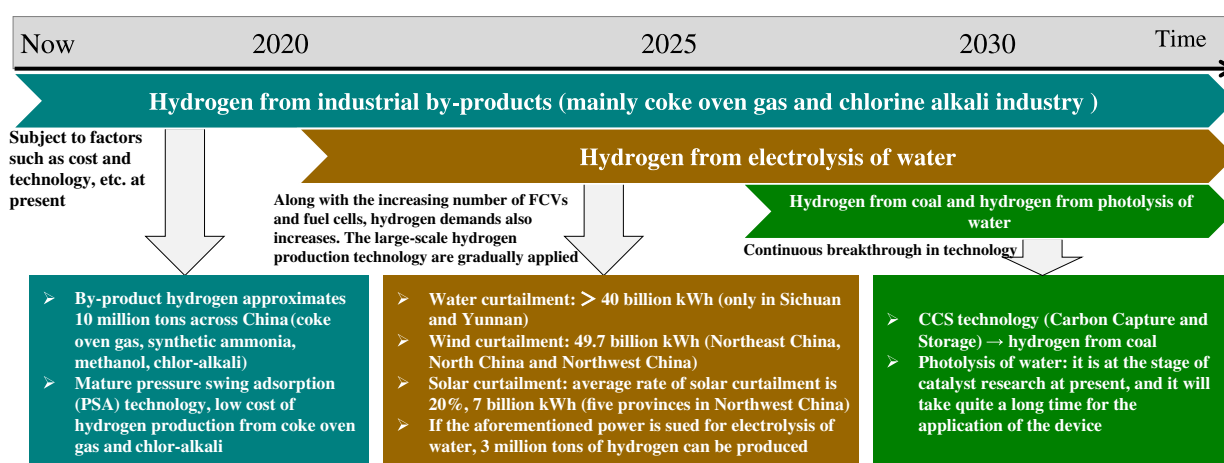 Now 2020 2025 2030 Time
Hydrogen from industrial by-products (mainly coke oven gas and chlorine alkali industry )
Subject to factors
such as cost and
technology, etc. at
present
Hydrogen from electrolysis of water
Along with the increasing number of FCVs
and fuel cells, hydrogen demands also
increases. The large-scale hydrogen
production technology are gradually applied
Hydrogen from coal and hydrogen from photolysis of
water
Continuous breakthrough in technology
➢ By-product hydrogen approximates
10 million tons across China (coke
oven gas, synthetic ammonia,
methanol, chlor-alkali)
➢ Mature pressure swing adsorption
(PSA) technology, low cost of
hydrogen production from coke oven
gas and chlor-alkali
➢ Water curtailment: ＞ 40 billion kWh (only in Sichuan
and Yunnan)
➢ Wind curtailment: 49.7 billion kWh (Northeast China,
North China and Northwest China)
➢ Solar curtailment: average rate of solar curtailment is
20%, 7 billion kWh (five provinces in Northwest China)
➢ If the aforementioned power is sued for electrolysis of
water, 3 million tons of hydrogen can be produced
➢ CCS technology (Carbon Capture and
Storage) → hydrogen from coal
➢ Photolysis of water: it is at the stage of
catalyst research at present, and it will
take quite a long time for the
application of the device